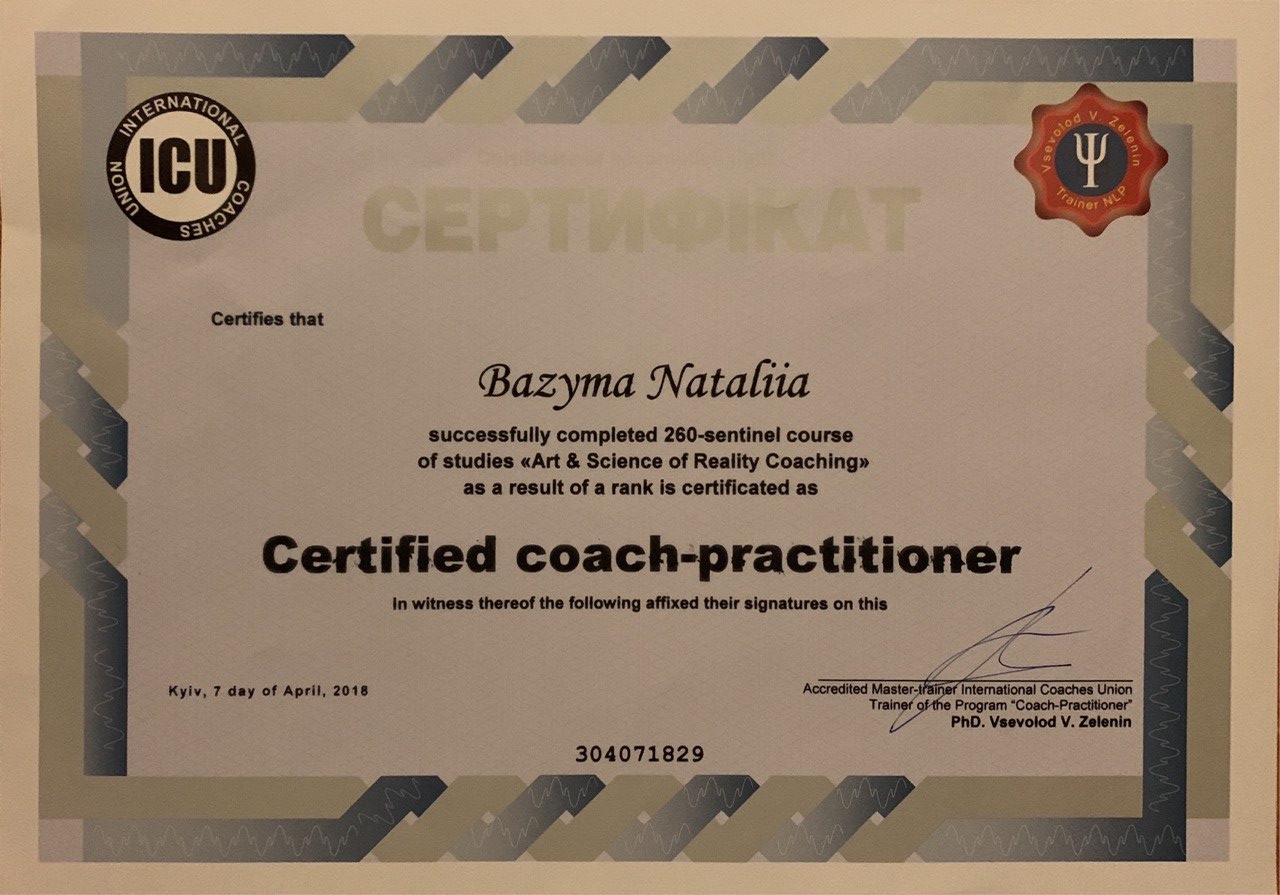 INTERNATIONAL COACHES UNION
ICU
Vsevolod V. Zelenin
Trainer NLP
СЕРТИФІКАТ
Certifies that
Bazyma Nataliia
successfully completed 260-sentinel course
of studies «Art & Science of Reality Coaching»
as a result of a rank is certificated as
Certified coach-practitioner
In witness thereof the following affixed their signatures on this
Kyiv, 7 day of April, 2018
Accredited Master-trainer International Coaches Union
Trainer of the Program “Coach-Practitioner”
PhD. Vsevolod V. Zelenin
304071829